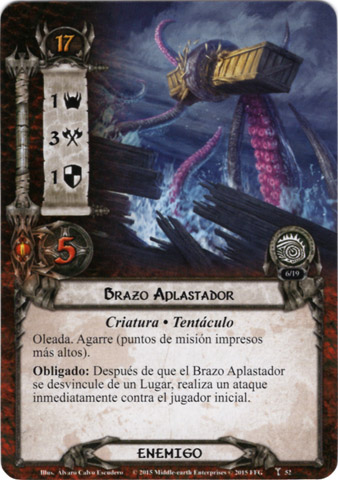 17
1
3
1
5
6/19
BRAZO APLASTADOR
Criatura • Tentáculo
Oleada. Agarre (puntos de misión impresos
más altos).
Obligado: Después de que el Brazo Aplastador
se desvincule de un Lugar, realiza un ataque
inmediatamente contra el jugador inicial.
ENEMIGO
Illus. Alvaro Calvo Escudero © 2015 Middle-earth Enterprises © 2015 FFG 52